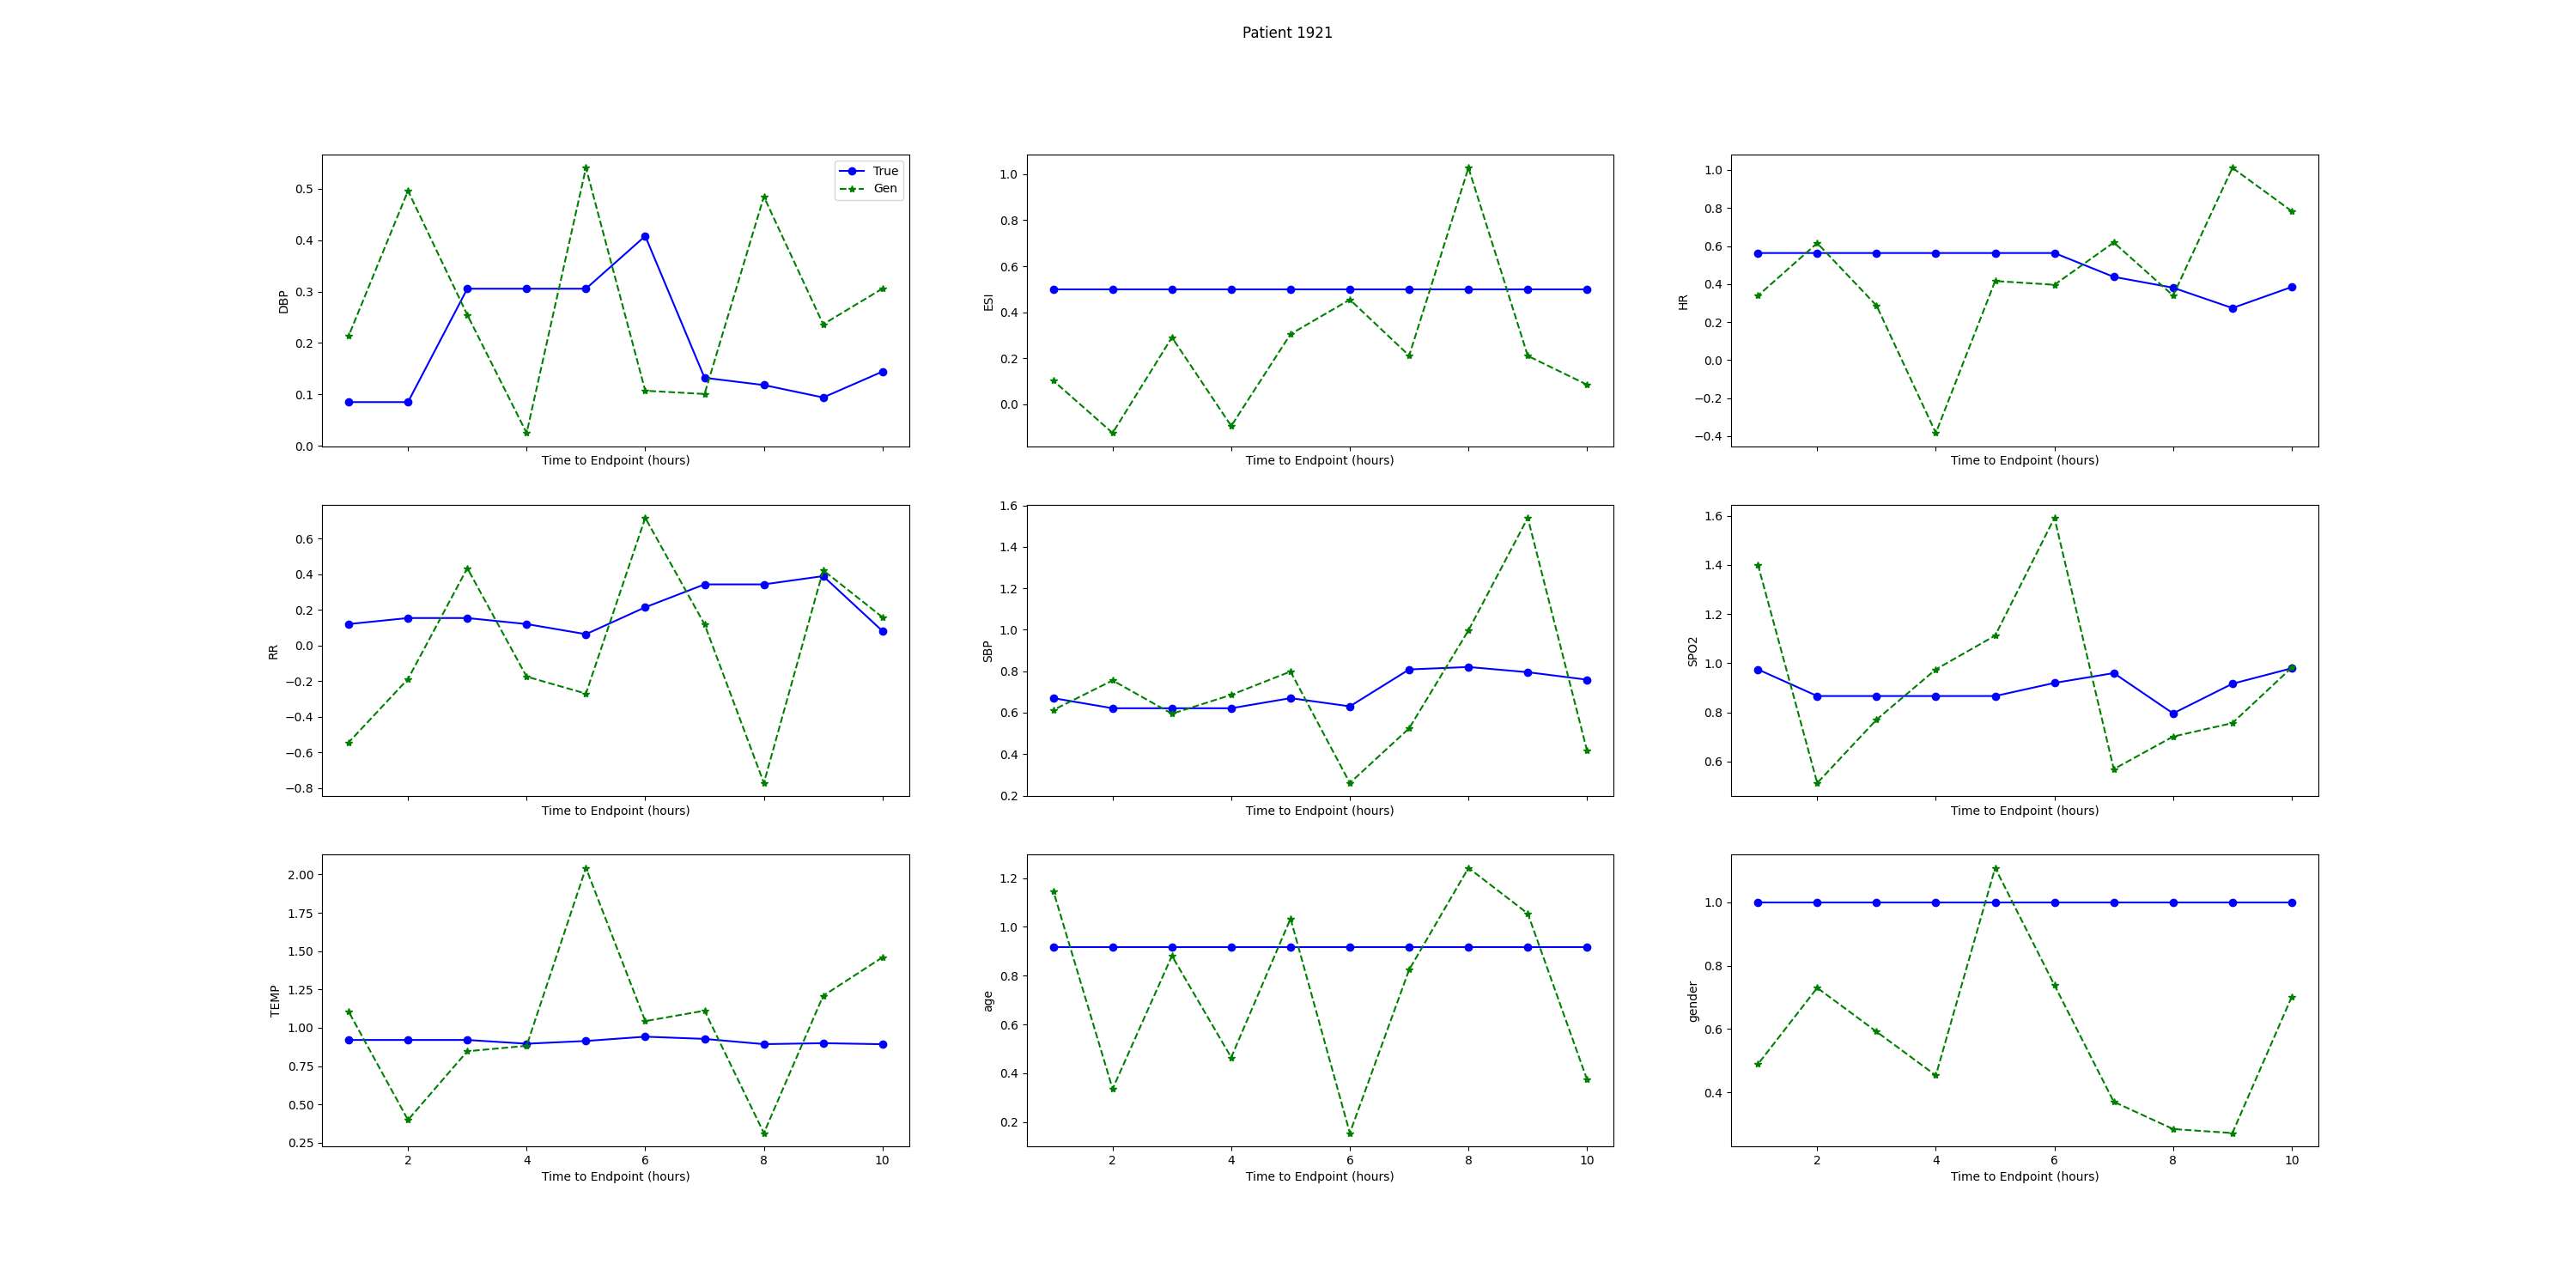 Patient 1921
True
Gen
0.5
0.4
0.3
0.2
0.1
0.0
DBP
Time to Endpoint (hours)
1.0
0.8
0.6
0.4
0.2
0.0
ESI
Time to Endpoint (hours)
1.0
0.8
0.6
0.4
0.2
0.0
−0.2
−0.4
HR
Time to Endpoint (hours)
0.6
0.4
0.2
0.0
−0.2
−0.4
−0.6
−0.8
RR
Time to Endpoint (hours)
1.6
1.4
1.2
1.0
0.8
0.6
0.4
0.2
SBP
Time to Endpoint (hours)
1.6
1.4
1.2
1.0
0.8
0.6
SPO2
Time to Endpoint (hours)
2.00
1.75
1.50
1.25
1.00
0.75
0.50
0.25
TEMP
2 4 6 8 10
Time to Endpoint (hours)
1.2
1.0
0.8
0.6
0.4
0.2
age
2 4 6 8 10
Time to Endpoint (hours)
1.0
0.8
0.6
0.4
gender
2 4 6 8 10
Time to Endpoint (hours)